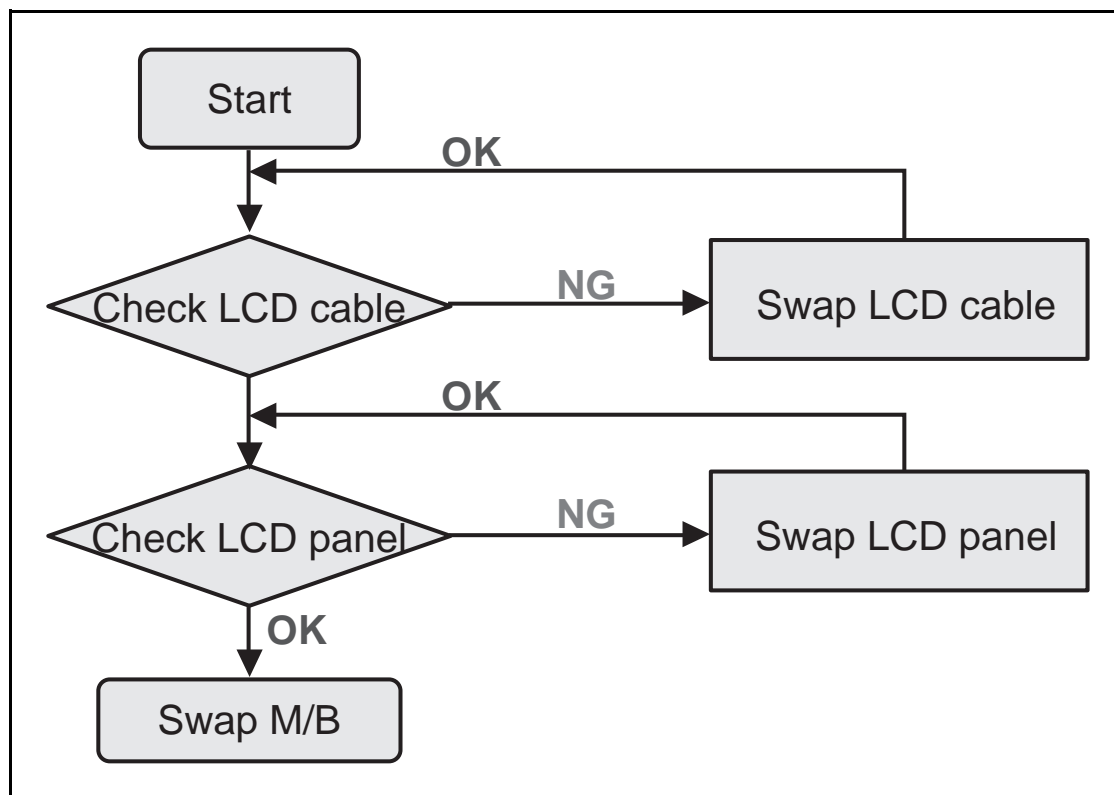 Start
OK
Check LCD cable
NG
Swap LCD cable
OK
Check LCD panel
NG
Swap LCD panel
OK
Swap M/B